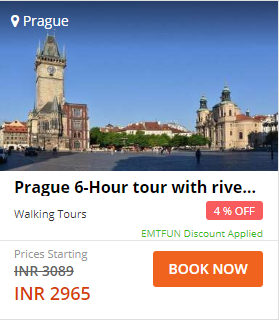 Prague
Prague 6-Hour tour with rive...
Walking Tours
4 % OFF
EMTFUN Discount Applied
Prices Starting
INR 3089
BOOK NOW
INR 2965